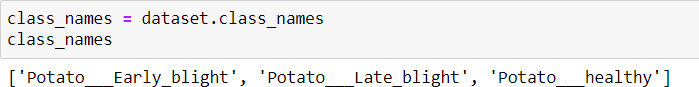 class_names = dataset.class_names
class_names
['Potato___Early_blight', 'Potato___Late_blight', 'Potato___healthy']